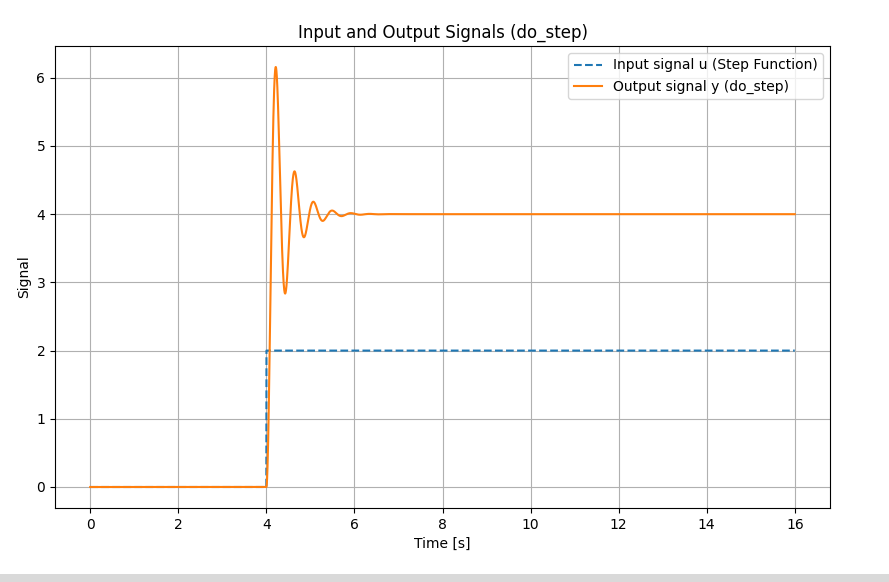 Input and Output Signals (do_step)
Input signal u (Step Function)
Output signal y (do_step)
6
5
4
3
2
1
0
Signal
0 2 4 6 8 10 12 14 16
Time [s]